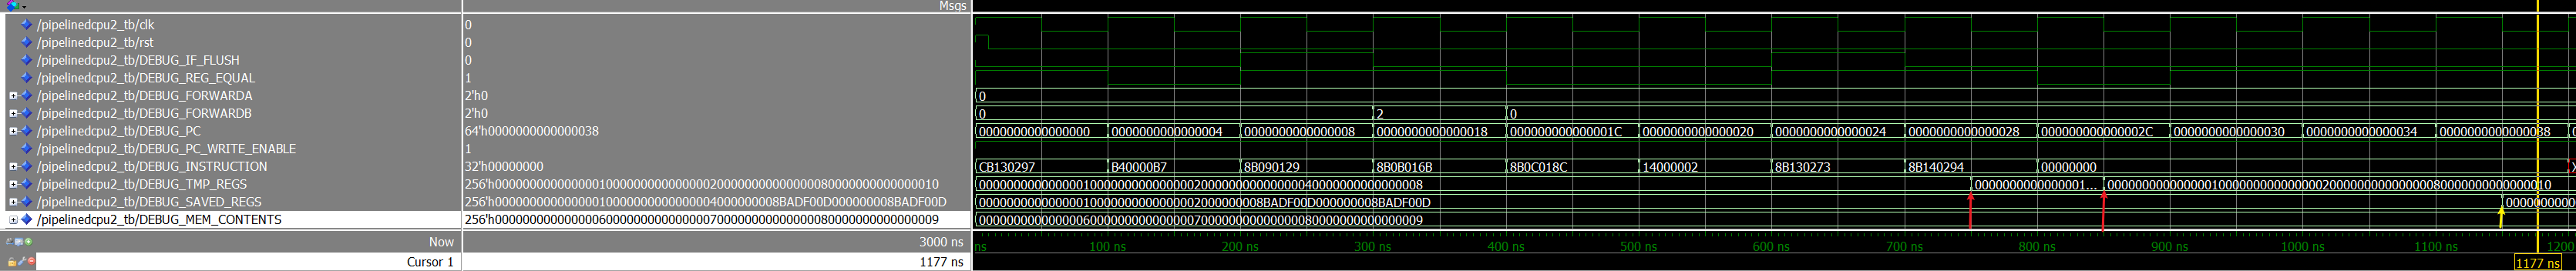 Msgs
/pipelinedcpu2_tb/clk 0
/pipelinedcpu2_tb/rst 0
/pipelinedcpu2_tb/DEBUG_IF_FLUSH 0
/pipelinedcpu2_tb/DEBUG_REG_EQUAL 1
/pipelinedcpu2_tb/DEBUG_FORWARDA 2'h0 0
/pipelinedcpu2_tb/DEBUG_FORWARDB 2'h0 0 2 0
/pipelinedcpu2_tb/DEBUG_PC 64'h0000000000000038 0000000000000000 0000000000000004 0000000000000008 0000000000000018 000000000000001C 0000000000000020 0000000000000024 0000000000000028 000000000000002C 0000000000000030 0000000000000034 0000000000000038
/pipelinedcpu2_tb/DEBUG_PC_WRITE_ENABLE 1
/pipelinedcpu2_tb/DEBUG_INSTRUCTION 32'h00000000 CB130297 B40000B7 8B090129 8B0B016B 8B0C018C 14000002 8B130273 8B140294 00000000 X
/pipelinedcpu2_tb/DEBUG_TMP_REGS 256'h0000000000000001000000000000000200000000000000080000000000000010 0000000000000001000000000000000200000000000000040000000000000008 0000000000000001... 0000000000000001000000000000000200000000000000080000000000000010
/pipelinedcpu2_tb/DEBUG_SAVED_REGS 256'h00000000000000010000000000000004000000008BADF00D000000008BADF00D 00000000000000010000000000000002000000008BADF00D000000008BADF00D 0000000000
/pipelinedcpu2_tb/DEBUG_MEM_CONTENTS 256'h0000000000000006000000000000000700000000000000080000000000000009 0000000000000006000000000000000700000000000000080000000000000009
Now 3000 ns ns 100 ns 200 ns 300 ns 400 ns 500 ns 600 ns 700 ns 800 ns 900 ns 1000 ns 1100 ns 1200
Cursor 1 1177 ns 1177 ns